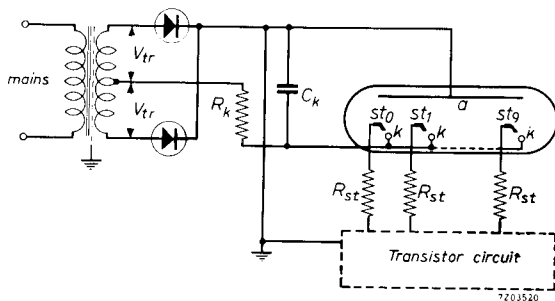 mains
V_tr
V_tr
R_k
C_k
a
st_0
k
st_1
k
st_9
k
R_st
R_st
R_st
Transistor circuit
7Z03520